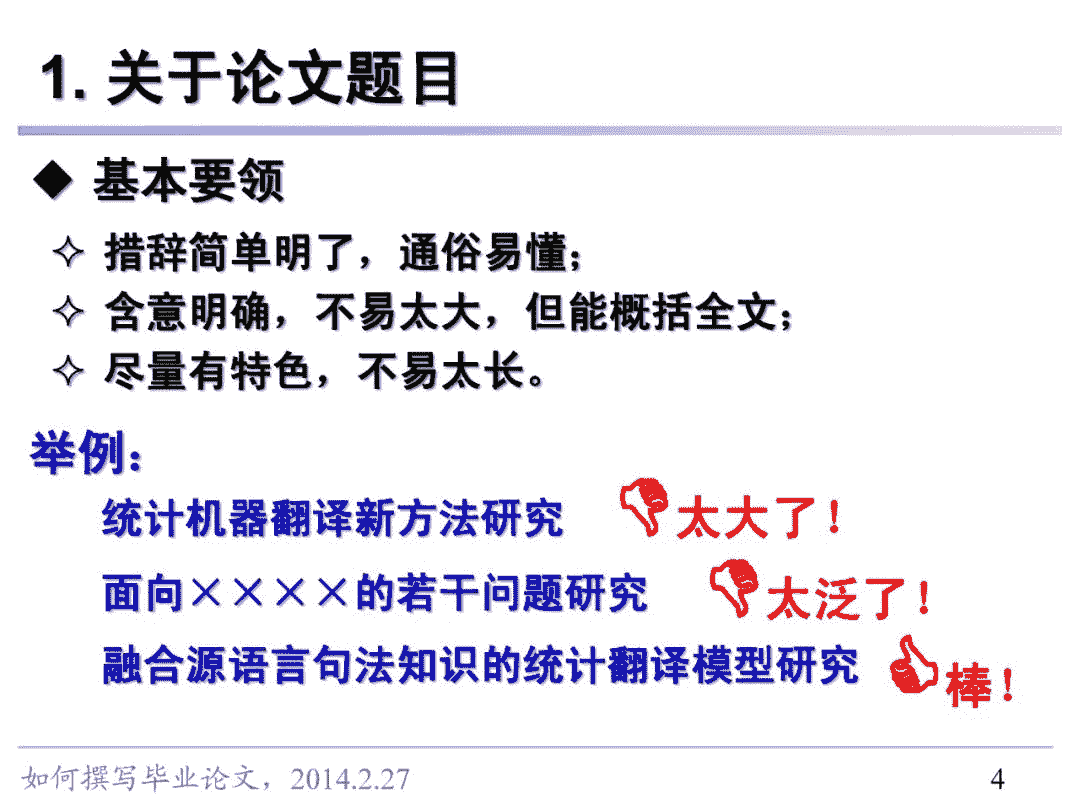 1. 关于论文题目
基本要领
措辞简单明了，通俗易懂；
含意明确，不易太大，但能概括全文；
尽量有特色，不易太长。
举例：
统计机器翻译新方法研究 太大了！
面向××××的若干问题研究 太泛了！
融合源语言句法知识的统计翻译模型研究 棒！
如何撰写毕业论文，2014.2.27 4